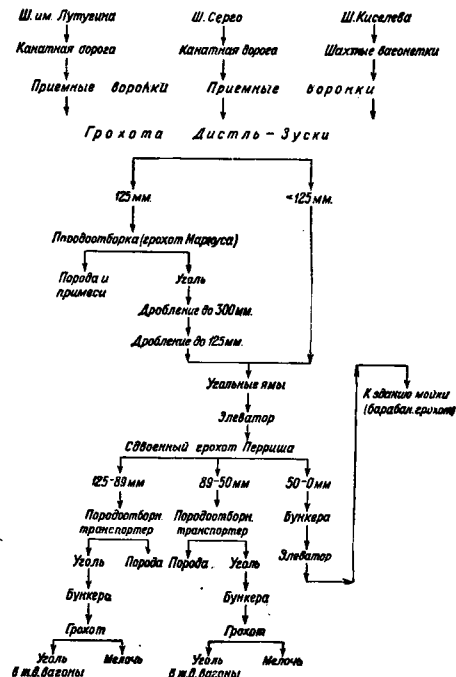 Ш. им. Лутугина Ш. Серго Ш. Киселева
Канатная дорога Канатная дорога Шахтные вагонетки
Приемные воронки Приемные воронки
Грохота Дистль-Зуски
125 мм. <125 мм.
Породоотборка (грохот Маркуса)
Порода и Уголь
примеси
Дробление до 300 мм.
Дробление до 125 мм.
Угольные ямы
К зданию мойки
(барабан. грохот)
Элеватор
Сдвоенный грохот Перриша
125-89 мм 89-50 мм 50-0 мм
Породоотборн. Породоотборн. Бункера
транспортер транспортер
Элеватор
Уголь Порода Порода. Уголь
Бункера Бункера
Грохот Грохот
Уголь Мелочь Уголь Мелочь
в ж.д. вагоны в ж.д. вагоны